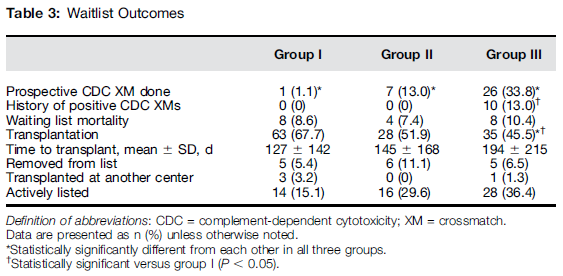 Table 3: Waitlist Outcomes
Group I Group II Group III
Prospective CDC XM done 1 (1.1)* 7 (13.0)* 26 (33.8)*
History of positive CDC XMs 0 (0) 0 (0) 10 (13.0)†
Waiting list mortality 8 (8.6) 4 (7.4) 8 (10.4)
Transplantation 63 (67.7) 28 (51.9) 35 (45.5)*†
Time to transplant, mean ± SD, d 127 ± 142 145 ± 168 194 ± 215
Removed from list 5 (5.4) 6 (11.1) 5 (6.5)
Transplanted at another center 3 (3.2) 0 (0) 1 (1.3)
Actively listed 14 (15.1) 16 (29.6) 28 (36.4)
Definition of abbreviations: CDC = complement-dependent cytotoxicity; XM = crossmatch.
Data are presented as n (%) unless otherwise noted.
*Statistically significantly different from each other in all three groups.
†Statistically significant versus group I (P < 0.05).